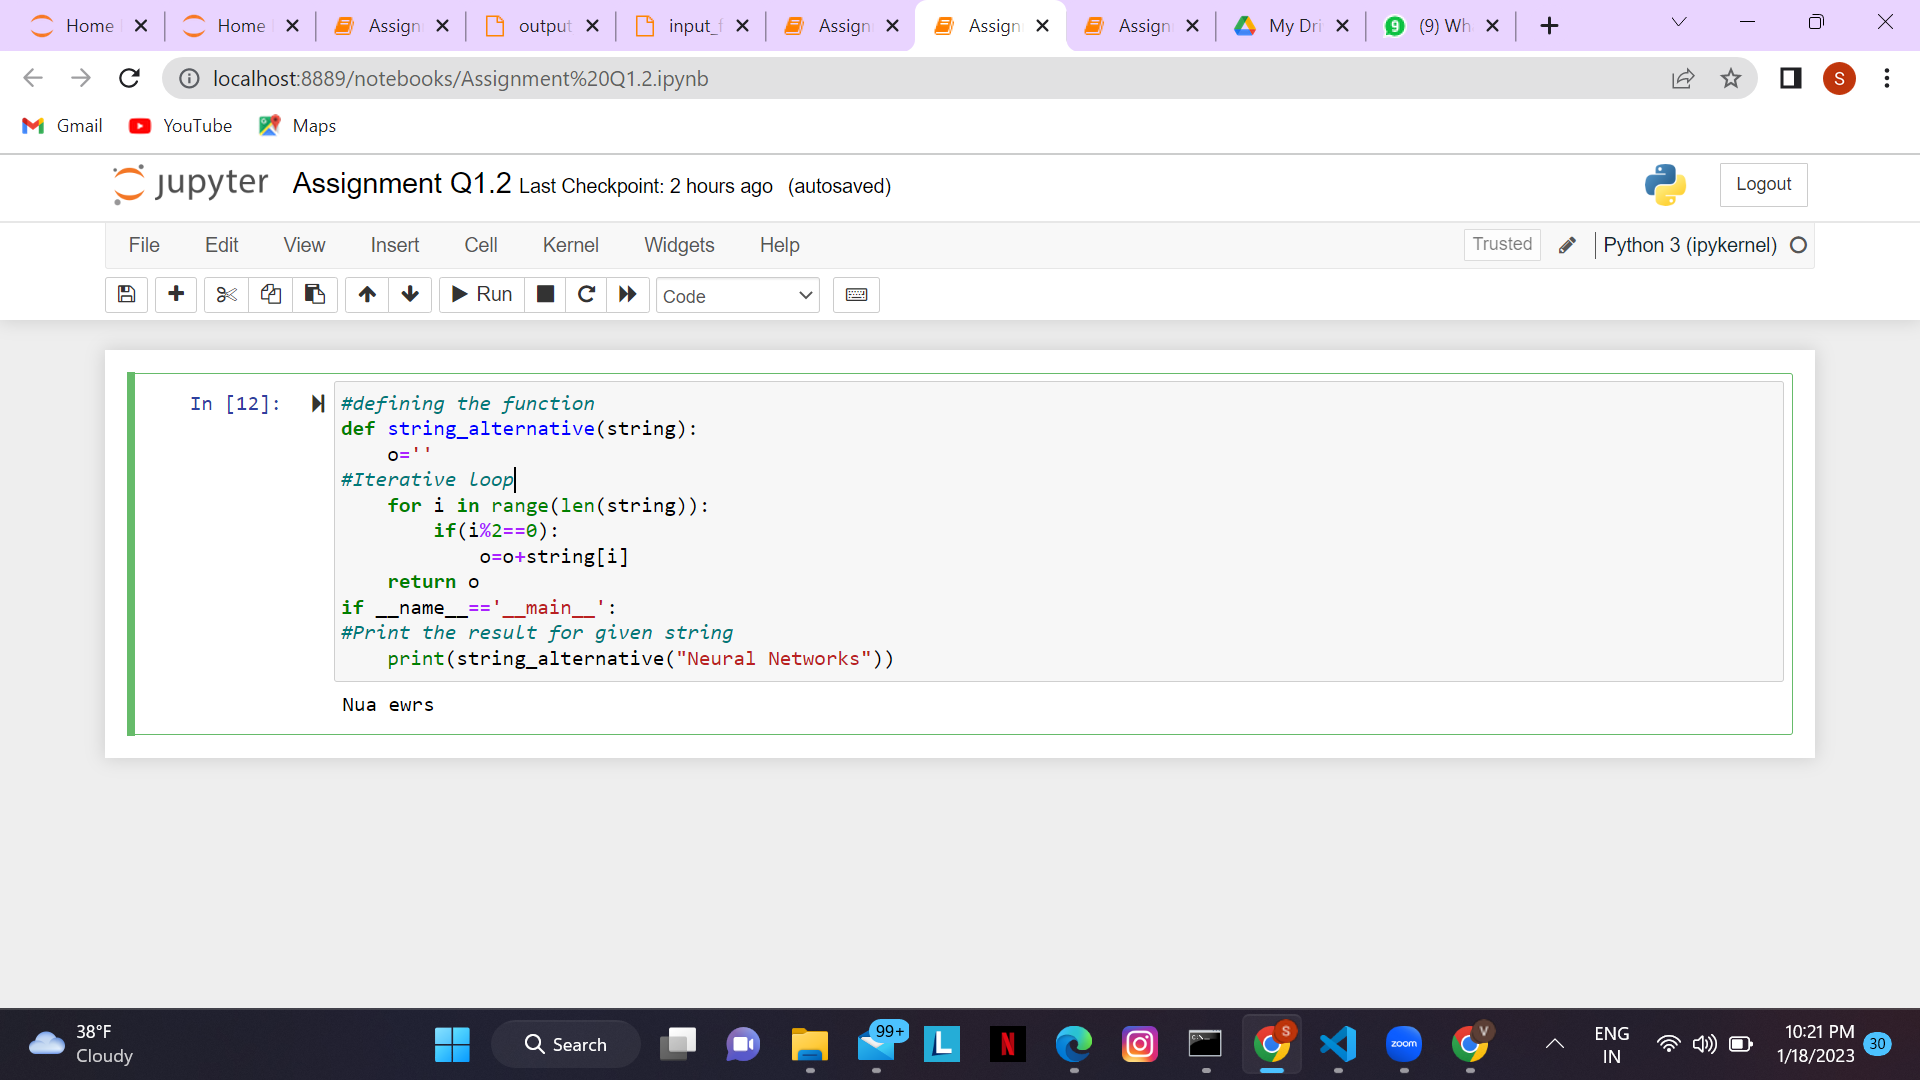 Home
Home
Assign
output
input_f
Assign
Assign
Assign
My Dri
(9) Wh
localhost:8889/notebooks/Assignment%20Q1.2.ipynb
S
Gmail
YouTube
Maps
jupyter
Assignment Q1.2 Last Checkpoint: 2 hours ago (autosaved)
Logout
File Edit View Insert Cell Kernel Widgets Help
Trusted
Python 3 (ipykernel)
Run
Code
In [12]:
#defining the function
def string_alternative(string):
    o=''
#Iterative loop
    for i in range(len(string)):
        if(i%2==0):
            o=o+string[i]
    return o
if __name__=='__main__':
#Print the result for given string
    print(string_alternative("Neural Networks"))
Nua ewrs
38°F
Cloudy
Search
99+
L
N
S
zoom
V
ENG
IN
10:21 PM
1/18/2023
30